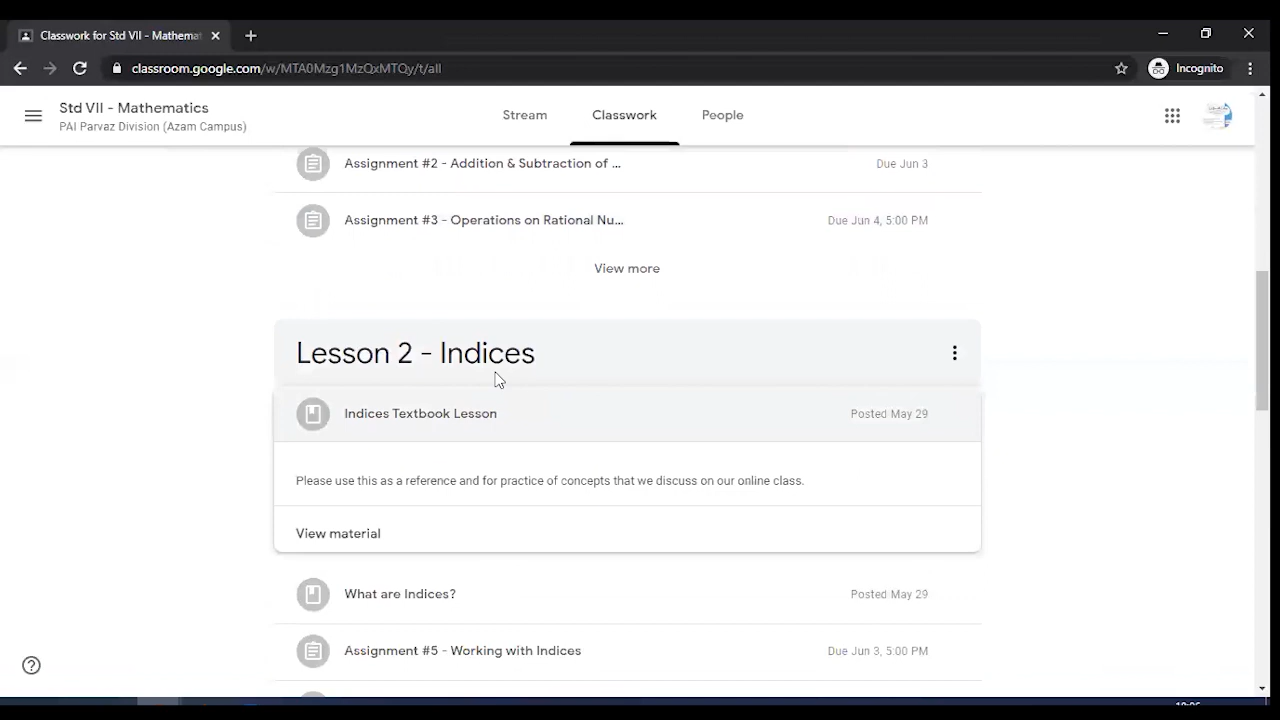 Classwork for Std VII - Mathemat
classroom.google.com/w/MTA0Mzg1MzQxMTQy/t/all
Incognito
Std VII - Mathematics
PAI Parvaz Division (Azam Campus)
Stream
Classwork
People
Assignment #2 - Addition & Subtraction of ...
Due Jun 3
Assignment #3 - Operations on Rational Nu...
Due Jun 4, 5:00 PM
View more
Lesson 2 - Indices
Indices Textbook Lesson
Posted May 29
Please use this as a reference and for practice of concepts that we discuss on our online class.
View material
What are Indices?
Posted May 29
Assignment #5 - Working with Indices
Due Jun 3, 5:00 PM